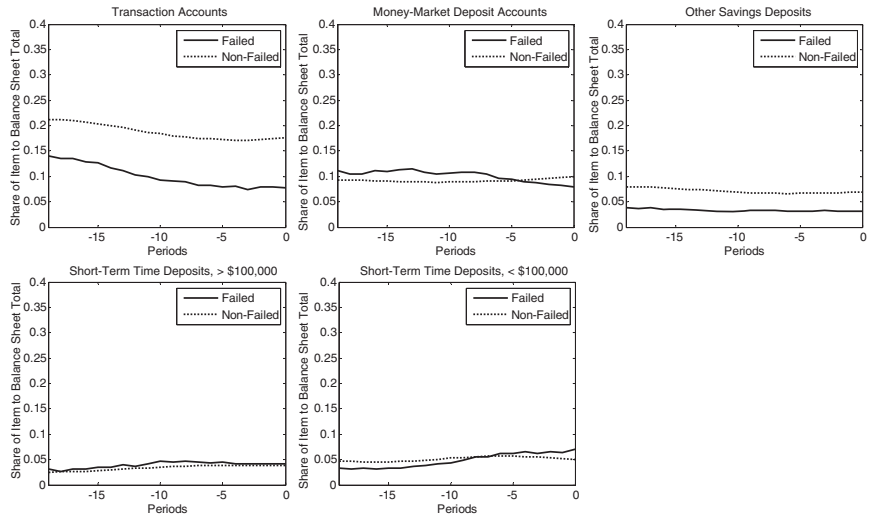 Transaction Accounts
0.4
0.35
0.3
0.25
0.2
0.15
0.1
0.05
0
-15
-10
-5
0
Periods
Share of Item to Balance Sheet Total
Failed
Non-Failed
Money-Market Deposit Accounts
0.4
0.35
0.3
0.25
0.2
0.15
0.1
0.05
0
-15
-10
-5
0
Periods
Share of Item to Balance Sheet Total
Failed
Non-Failed
Other Savings Deposits
0.4
0.35
0.3
0.25
0.2
0.15
0.1
0.05
0
-15
-10
-5
0
Periods
Share of Item to Balance Sheet Total
Failed
Non-Failed
Short-Term Time Deposits, > $100,000
0.4
0.35
0.3
0.25
0.2
0.15
0.1
0.05
0
-15
-10
-5
0
Periods
Share of Item to Balance Sheet Total
Failed
Non-Failed
Short-Term Time Deposits, < $100,000
0.4
0.35
0.3
0.25
0.2
0.15
0.1
0.05
0
-15
-10
-5
0
Periods
Share of Item to Balance Sheet Total
Failed
Non-Failed